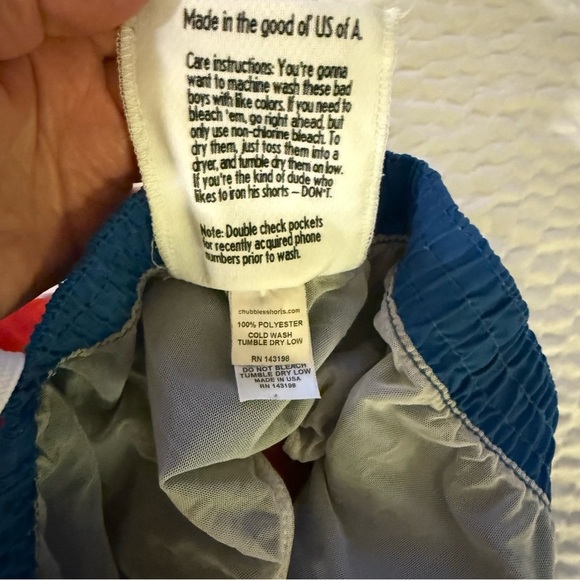 Made in the good ol' US of A.
Care instructions: You're gonna
want to machine wash these bad
boys with like colors. If you need to
bleach 'em, go right ahead, but
only use non-chlorine bleach. To
dry them, just toss them into a
dryer, and tumble dry them on low.
If you're the kind of dude who
likes to iron his shorts – DON'T.
Note: Double check pockets
for recently acquired phone
numbers prior to wash.
chubbiesshorts.com
100% POLYESTER
COLD WASH
TUMBLE DRY LOW
RN 143198
DO NOT BLEACH
TUMBLE DRY LOW
MADE IN USA
RN 143198